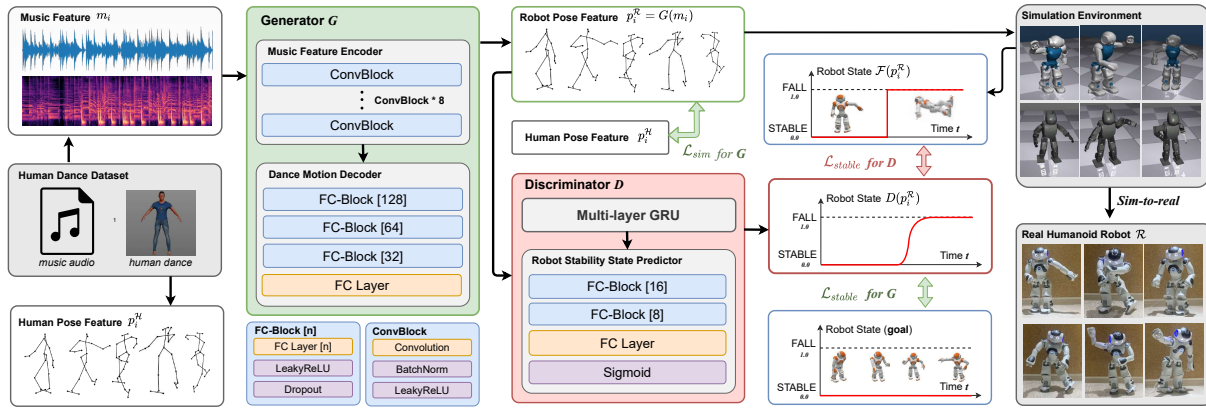 Music Feature m_i
Human Dance Dataset
music audio
human dance
Human Pose Feature p_i^ℋ
Generator G
Music Feature Encoder
ConvBlock
ConvBlock * 8
ConvBlock
Dance Motion Decoder
FC-Block [128]
FC-Block [64]
FC-Block [32]
FC Layer
FC-Block [n]
FC Layer [n]
LeakyReLU
Dropout
ConvBlock
Convolution
BatchNorm
LeakyReLU
Robot Pose Feature p_i^ℛ = G(m_i)
Human Pose Feature p_i^ℋ
ℒ_sim for G
Discriminator D
Multi-layer GRU
Robot Stability State Predictor
FC-Block [16]
FC-Block [8]
FC Layer
Sigmoid
Robot State ℱ(p_i^ℛ)
FALL
1.0
STABLE
0.0
Time t
ℒ_stable for D
Robot State D(p_i^ℛ)
FALL
1.0
STABLE
0.0
Time t
ℒ_stable for G
Robot State (goal)
FALL
1.0
STABLE
0.0
Time t
Simulation Environment
Sim-to-real
Real Humanoid Robot ℛ